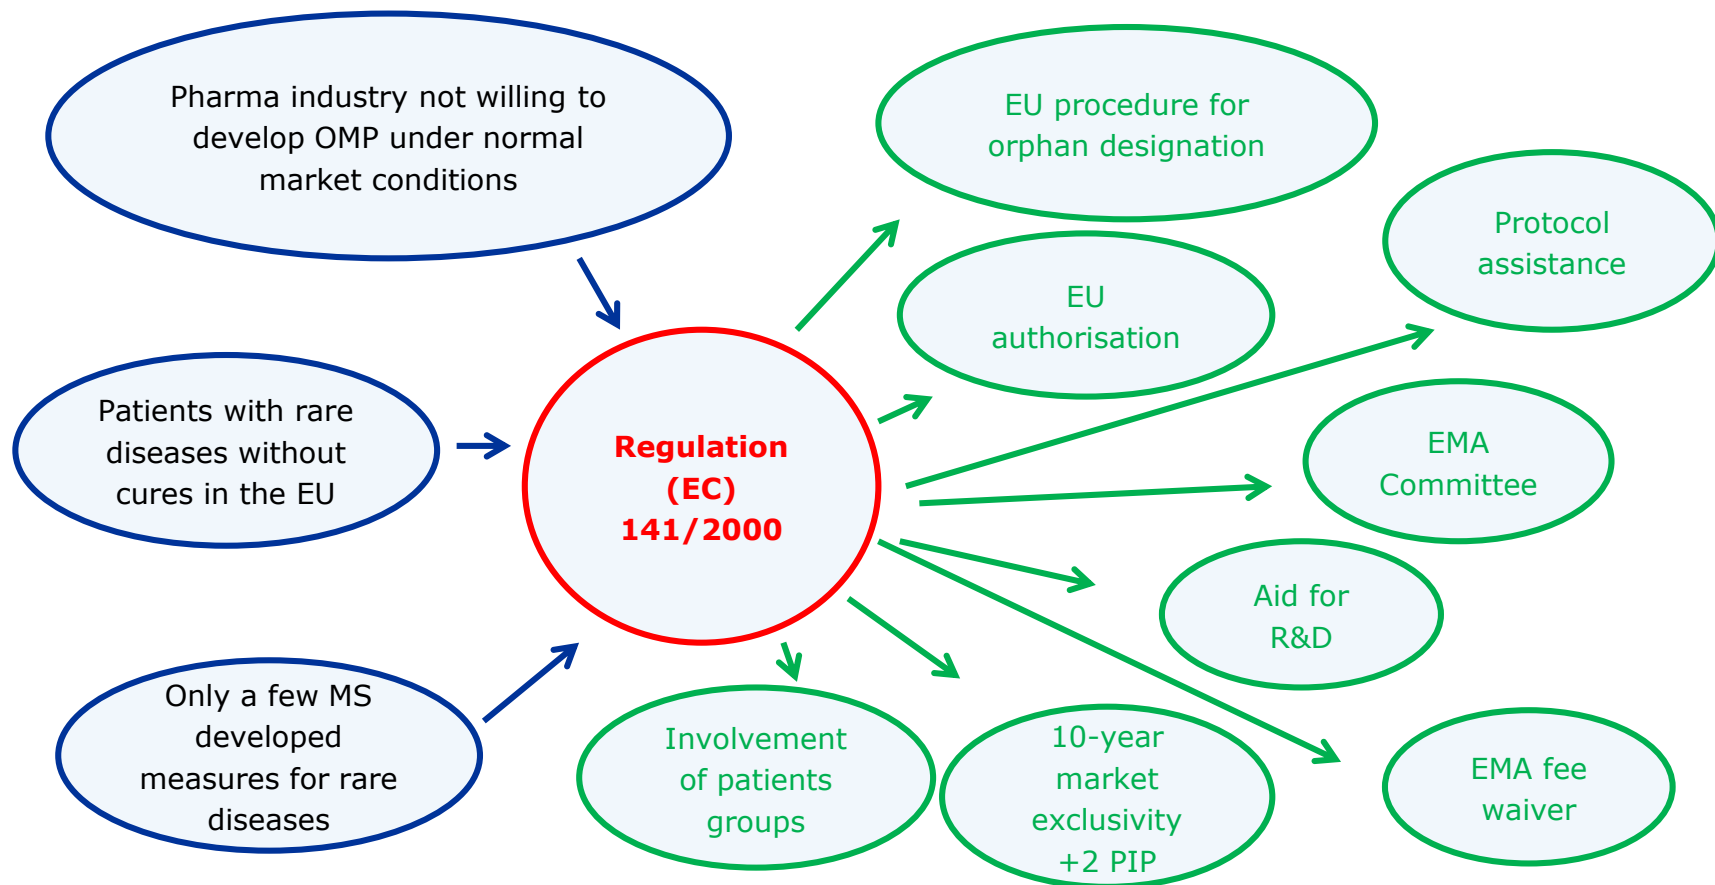 Pharma industry not willing to
develop OMP under normal
market conditions
Patients with rare
diseases without
cures in the EU
Only a few MS
developed
measures for rare
diseases
Regulation
(EC)
141/2000
EU procedure for
orphan designation
EU
authorisation
Protocol
assistance
EMA
Committee
Aid for
R&D
EMA fee
waiver
10-year
market
exclusivity
+2 PIP
Involvement
of patients
groups